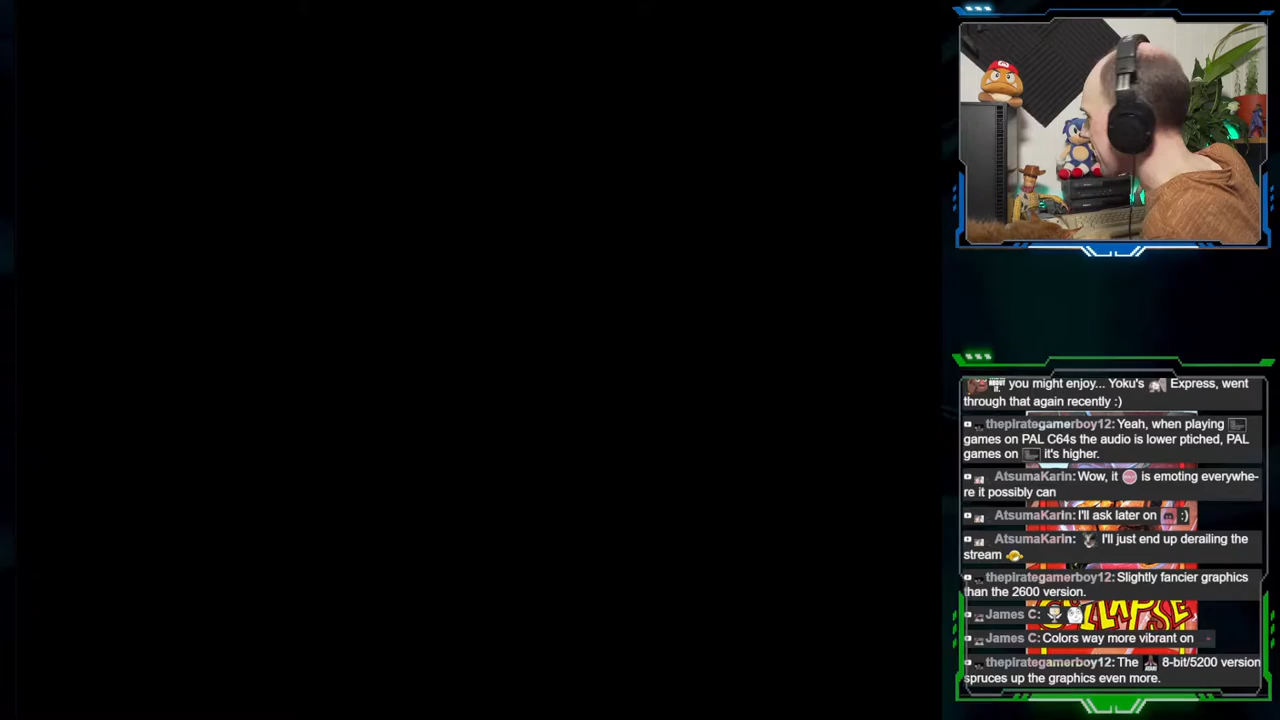 you might enjoy... Yoku's Express, went
through that again recently :)
thepirategamerboy12: Yeah, when playing
games on PAL C64s the audio is lower ptiched, PAL
games on it's higher.
AtsumaKarin: Wow, it is emoting everywhe-
re it possibly can
AtsumaKarin: I'll ask later on :)
AtsumaKarin: I'll just end up derailing the
stream
thepirategamerboy12: Slightly fancier graphics
than the 2600 version.
James C:
James C: Colors way more vibrant on
thepirategamerboy12: The 8-bit/5200 version
spruces up the graphics even more.